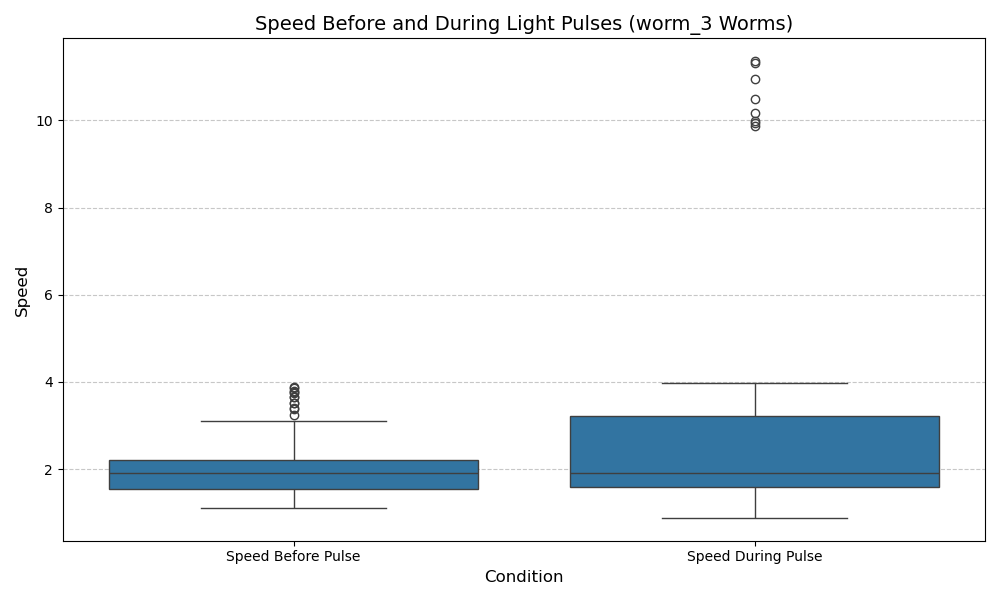 Speed Before and During Light Pulses (worm_3 Worms)
Speed
10
8
6
4
2
Speed Before Pulse
Speed During Pulse
Condition